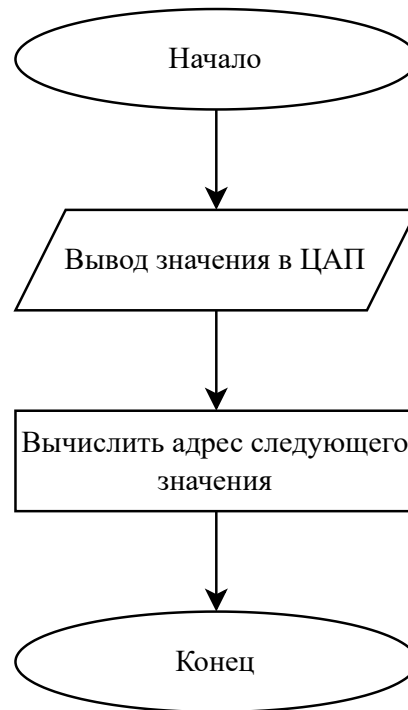 Начало
Вывод значения в ЦАП
Вычислить адрес следующего
значения
Конец